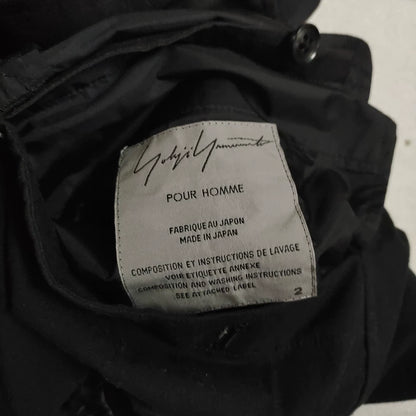 Yohji Yamamoto
POUR HOMME
FABRIQUE AU JAPON
MADE IN JAPAN
COMPOSITION ET INSTRUCTIONS DE LAVAGE
VOIR ETIQUETTE ANNEXE
COMPOSITION AND WASHING INSTRUCTIONS
SEE ATTACHED LABEL
2